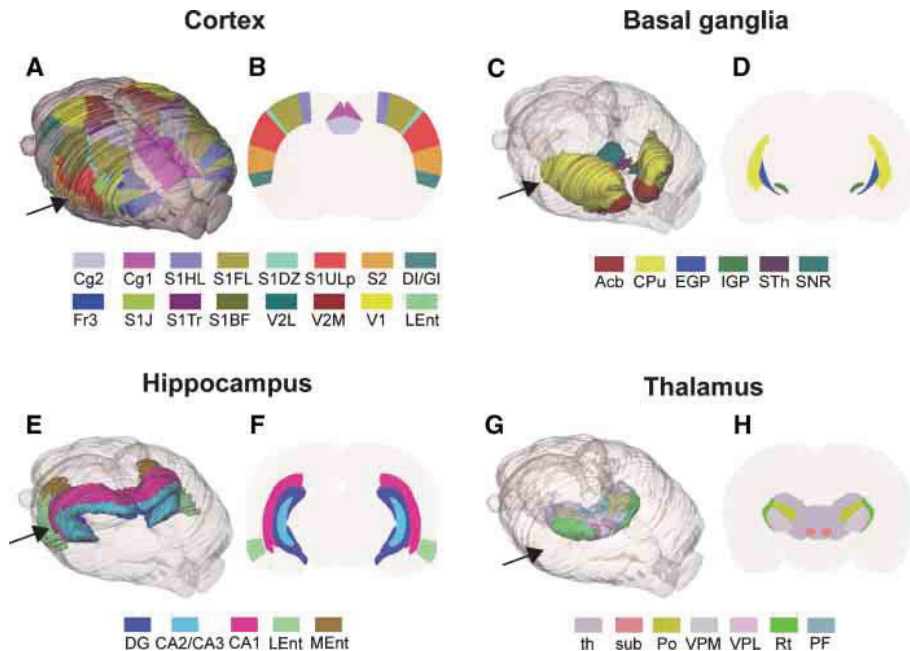 Cortex
Basal ganglia
A
B
C
D
Cg2 Cg1 S1HL S1FL S1DZ S1ULp S2 DI/GI
Fr3 S1J S1Tr S1BF V2L V2M V1 LEnt
Acb CPu EGP IGP STh SNR
Hippocampus
Thalamus
E
F
G
H
DG CA2/CA3 CA1 LEnt MEnt
th sub Po VPM VPL Rt PF